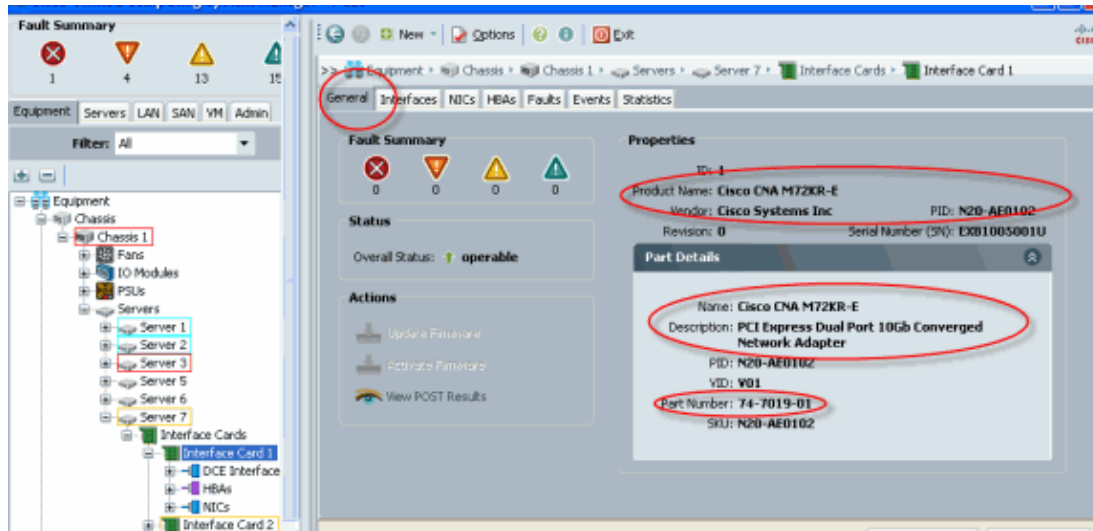 Fault Summary
1 4 13 15
Equipment Servers LAN SAN VM Admin
Filter: All
Equipment
Chassis
Chassis 1
Fans
IO Modules
PSUs
Servers
Server 1
Server 2
Server 3
Server 5
Server 6
Server 7
Interface Cards
Interface Card 1
DCE Interface
HBAs
NICs
Interface Card 2
New Options Exit
>> Equipment Chassis Chassis 1 Servers Server 7 Interface Cards Interface Card 1
General Interfaces NICs HBAs Faults Events Statistics
Fault Summary
0 0 0 0
Status
Overall Status: operable
Actions
Update Firmware
Activate Firmware
View POST Results
Properties
ID: 1
Product Name: Cisco CNA M72KR-E
Vendor: Cisco Systems Inc PID: N20-AE0102
Revision: 0 Serial Number (SN): EX81005001U
Part Details
Name: Cisco CNA M72KR-E
Description: PCI Express Dual Port 10Gb Converged
Network Adapter
PID: N20-AE0102
VID: V01
Part Number: 74-7019-01
SKU: N20-AE0102